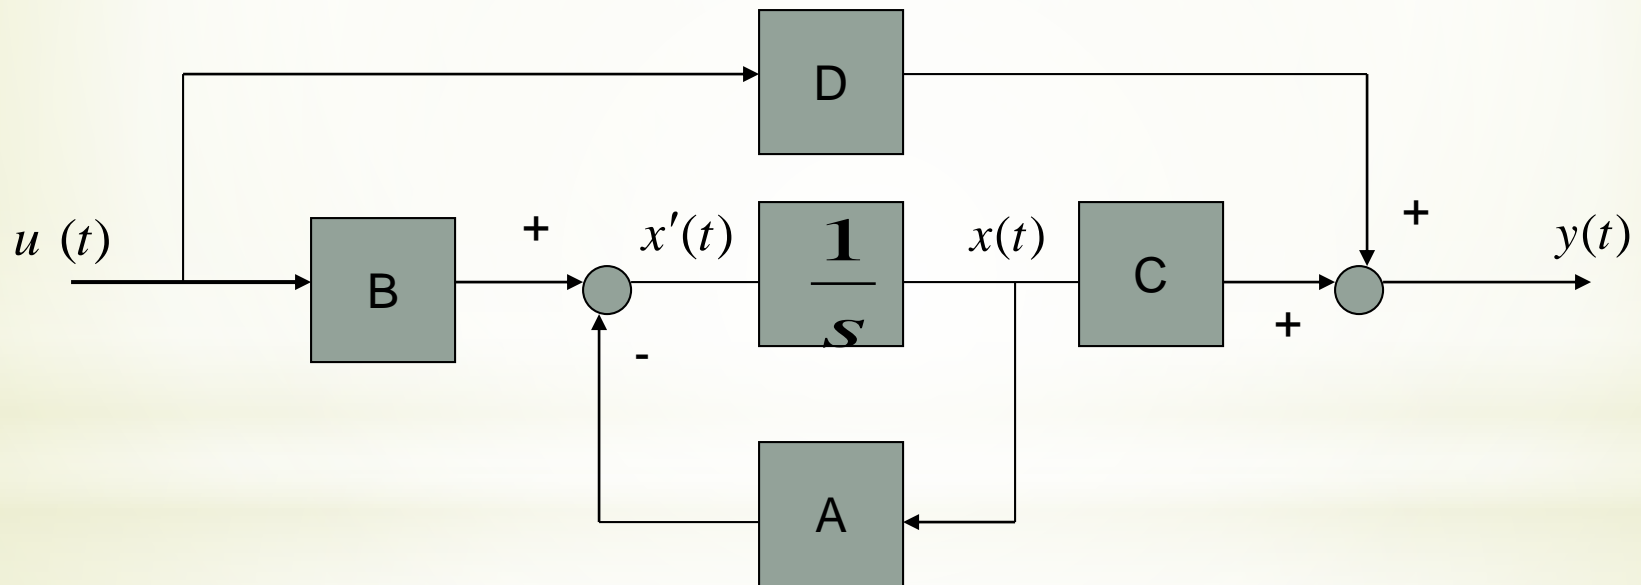 D
+
u (t)
B
+
x′(t)
1
s
x(t)
C
y(t)
+
-
A